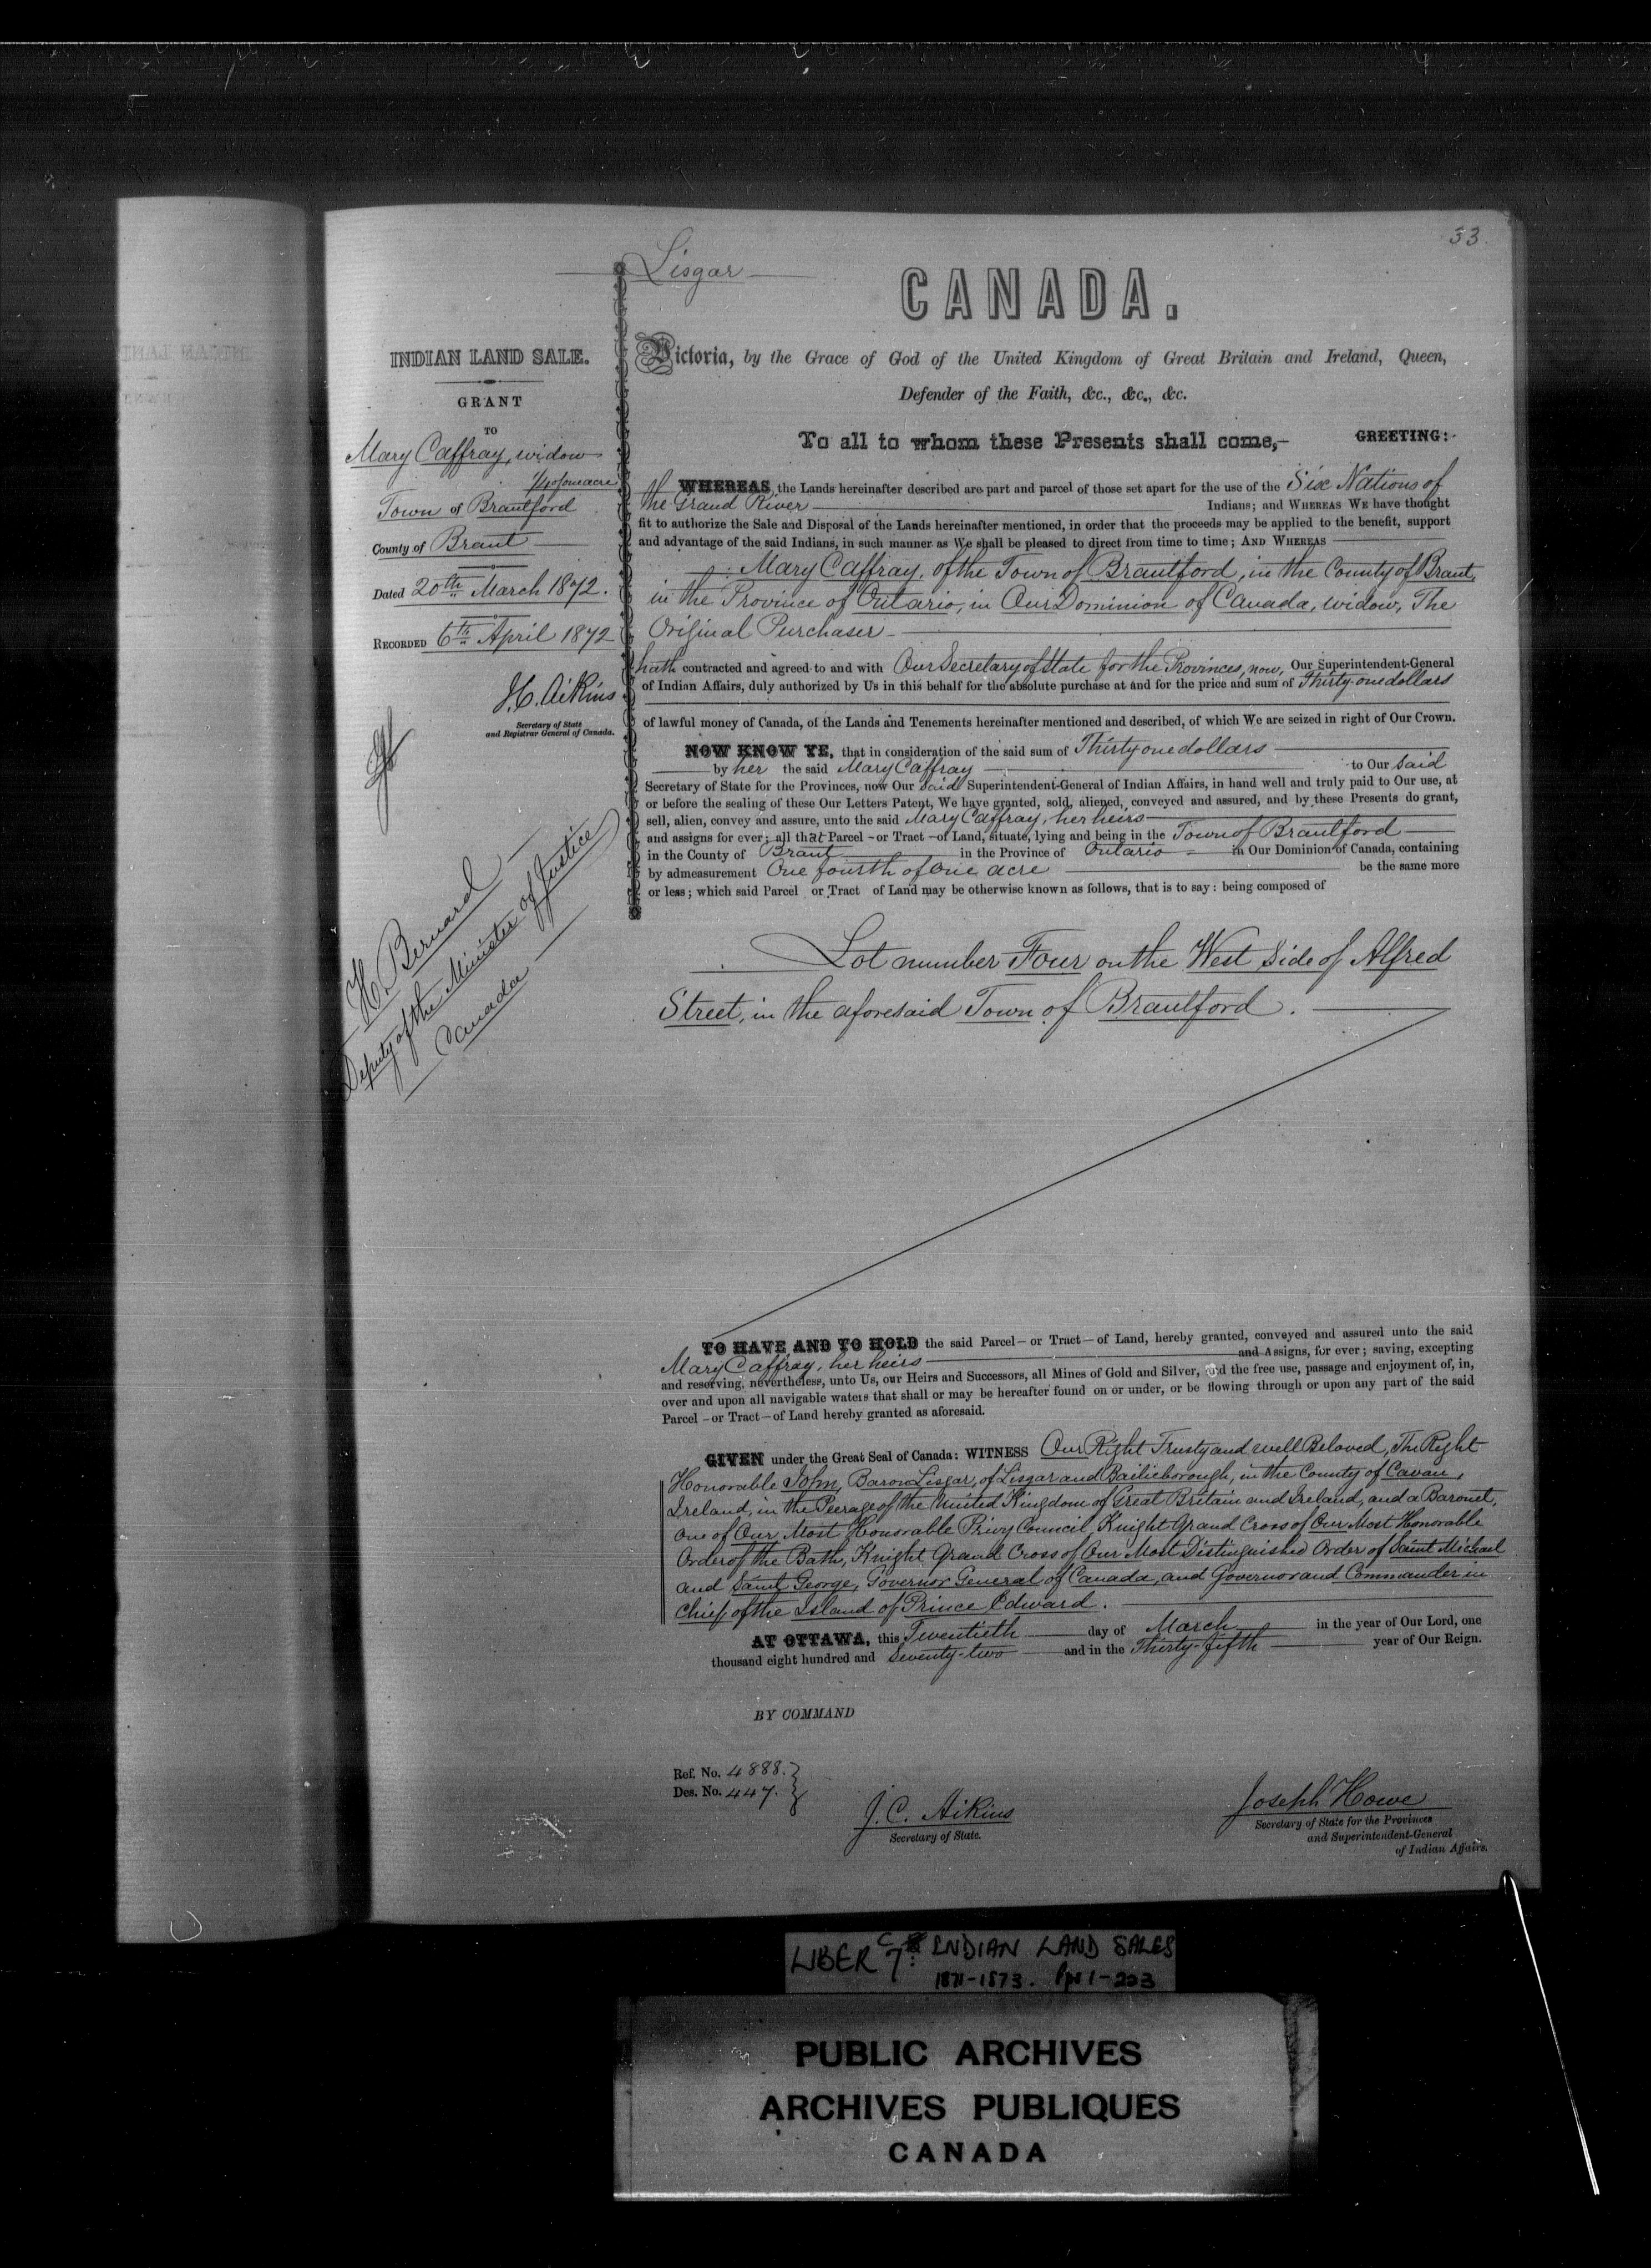 33.
Lisgar
CANADA.
INDIAN LAND SALE.
GRANT
TO
Mary Caffray, widow
1/4 of one acre
Town of Brantford
County of Brant
Dated 20th March 1872.
RECORDED 6th April 1872
J.C. Aikins
Secretary of State
and Registrar General of Canada.
H. Bernard
Deputy of the Minister of Justice
Canada
Victoria, by the Grace of God of the United Kingdom of Great Britain and Ireland, Queen,
Defender of the Faith, &c., &c., &c.
To all to whom these Presents shall come,— GREETING:
WHEREAS the Lands hereinafter described are part and parcel of those set apart for the use of the Six Nations of
the Grand River Indians; and WHEREAS WE have thought
fit to authorize the Sale and Disposal of the Lands hereinafter mentioned, in order that the proceeds may be applied to the benefit, support
and advantage of the said Indians, in such manner as We shall be pleased to direct from time to time; AND WHEREAS
Mary Caffray, of the Town of Brantford, in the County of Brant,
in the Province of Ontario, in Our Dominion of Canada, widow, The
Original Purchaser
hath contracted and agreed to and with Our Secretary of State for the Provinces, now, Our Superintendent-General
of Indian Affairs, duly authorized by Us in this behalf for the absolute purchase at and for the price and sum of Thirty-one dollars
of lawful money of Canada, of the Lands and Tenements hereinafter mentioned and described, of which We are seized in right of Our Crown.
NOW KNOW YE, that in consideration of the said sum of Thirty one dollars
by her the said Mary Caffray to Our said
Secretary of State for the Provinces, now Our said Superintendent-General of Indian Affairs, in hand well and truly paid to Our use, at
or before the sealing of these Our Letters Patent, We have granted, sold, aliened, conveyed and assured, and by these Presents do grant,
sell, alien, convey and assure, unto the said Mary Caffray, her heirs
and assigns for ever; all that Parcel - or Tract - of Land, situate, lying and being in the Town of Brantford
in the County of Brant in the Province of Ontario in Our Dominion of Canada, containing
by admeasurement One fourth of One acre be the same more
or less; which said Parcel or Tract of Land may be otherwise known as follows, that is to say: being composed of
Lot number Four on the West side of Alfred
Street, in the aforesaid Town of Brantford.
TO HAVE AND TO HOLD the said Parcel — or Tract — of Land, hereby granted, conveyed and assured unto the said
Mary Caffray, her heirs and Assigns, for ever; saving, excepting
and reserving, nevertheless, unto Us, our Heirs and Successors, all Mines of Gold and Silver, and the free use, passage and enjoyment of, in,
over and upon all navigable waters that shall or may be hereafter found on or under, or be flowing through or upon any part of the said
Parcel - or Tract — of Land hereby granted as aforesaid.
GIVEN under the Great Seal of Canada: WITNESS Our Right Trusty and well Beloved, The Right
Honorable John, Baron Lisgar, of Lisgar and Bailieborough, in the County of Cavan,
Ireland, in the Peerage of the United Kingdom of Great Britain and Ireland, and a Baronet,
One of Our Most Honorable Privy Council, Knight Grand Cross of Our Most Honorable
Order of the Bath, Knight Grand Cross of Our Most Distinguished Order of Saint Michael
and Saint George, Governor General of Canada, and Governor and Commander in
Chief of the Island of Prince Edward.
AT OTTAWA, this Twentieth day of March in the year of Our Lord, one
thousand eight hundred and Seventy-two and in the Thirty-fifth year of Our Reign.
BY COMMAND
Ref. No. 4888.
Des. No. 447.
J.C. Aikins
Secretary of State.
Joseph Howe
Secretary of State for the Provinces
and Superintendent-General
of Indian Affairs.
LIBER C7: INDIAN LAND SALES
1871-1873. Pps 1-223
PUBLIC ARCHIVES
ARCHIVES PUBLIQUES
CANADA